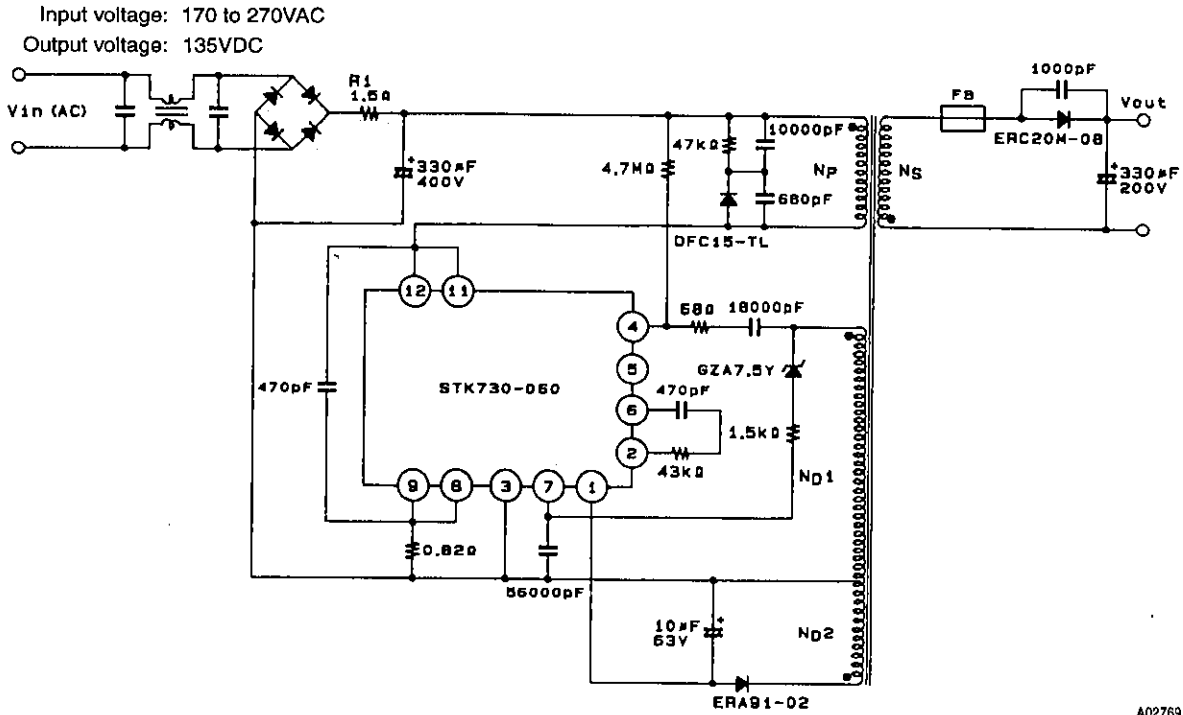 Input voltage: 170 to 270VAC
Output voltage: 135VDC
Vin (AC)
R1
1.5Ω
330μF
400V
4.7MΩ
47kΩ
10000pF
680pF
DFC15-TL
NP
NS
FB
1000pF
ERC20M-08
Vout
330μF
200V
12
11
4
5
6
2
9
8
3
7
1
STK730-060
470pF
68Ω
18000pF
GZA7.5Y
470pF
43kΩ
1.5kΩ
ND1
0.82Ω
56000pF
10μF
63V
ND2
ERA91-02
A02769